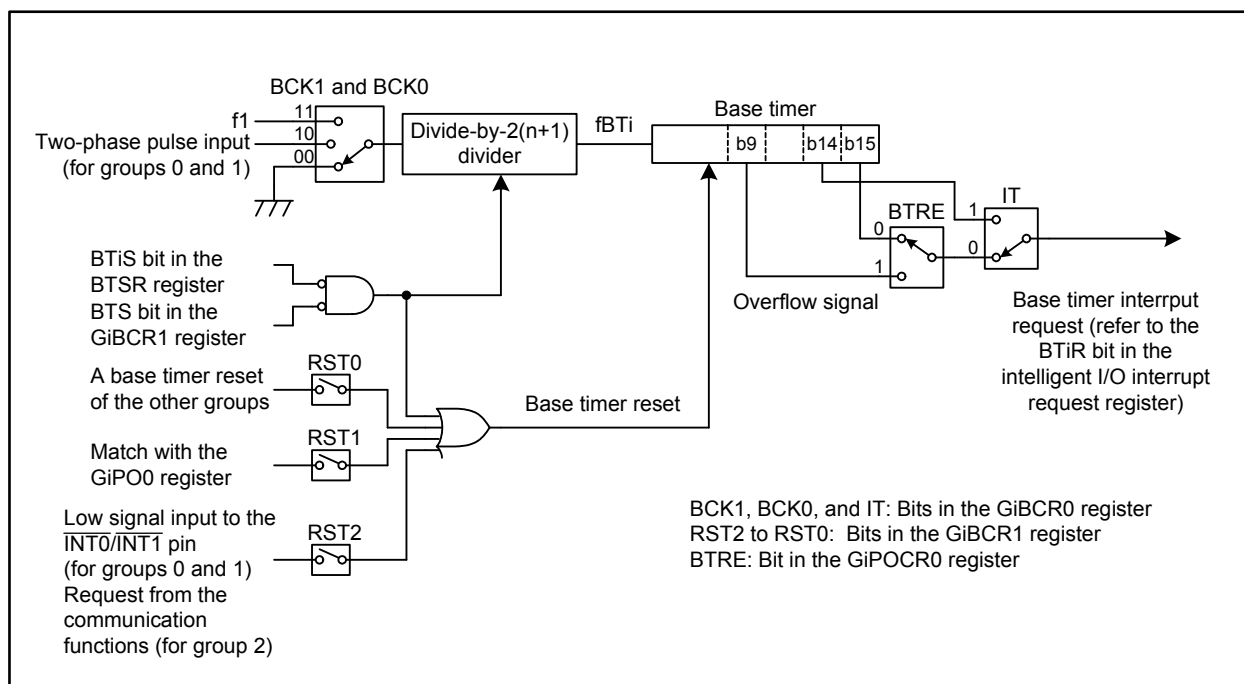 BCK1 and BCK0
f1
11
Two-phase pulse input
(for groups 0 and 1)
10
00
Divide-by-2(n+1)
divider
fBTi
Base timer
b9
b14
b15
IT
1
0
BTRE
0
1
Overflow signal
Base timer interrput
request (refer to the
BTiR bit in the
intelligent I/O interrupt
request register)
BTiS bit in the
BTSR register
BTS bit in the
GiBCR1 register
A base timer reset
of the other groups
RST0
Match with the
GiPO0 register
RST1
Base timer reset
Low signal input to the
INT0/INT1 pin
(for groups 0 and 1)
Request from the
communication
functions (for group 2)
RST2
BCK1, BCK0, and IT: Bits in the GiBCR0 register
RST2 to RST0: Bits in the GiBCR1 register
BTRE: Bit in the GiPOCR0 register